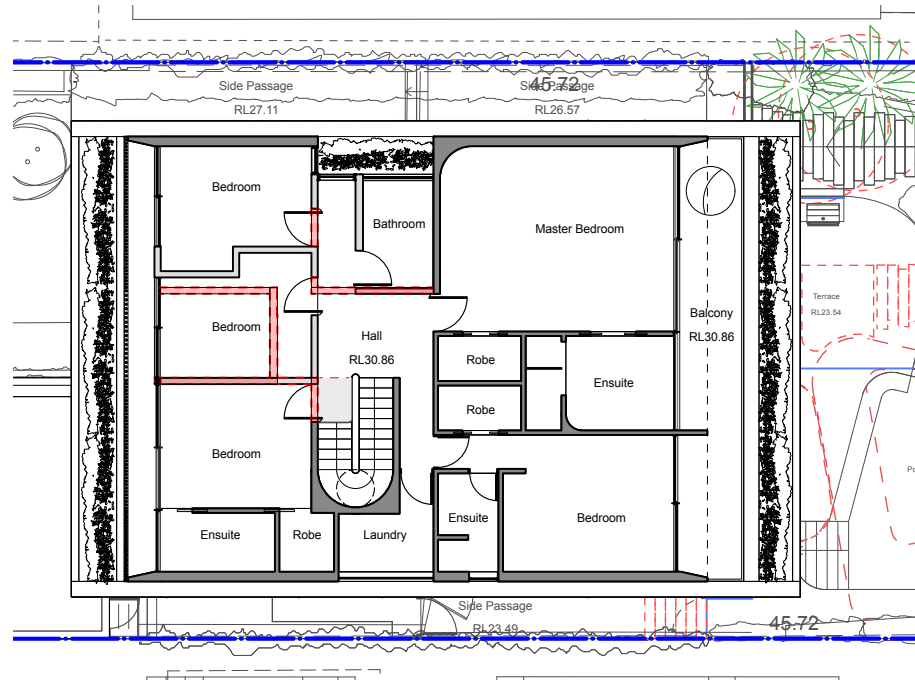 45.72
Side Passage
RL27.11
Side Passage
RL26.57
Bedroom
Bathroom
Master Bedroom
Bedroom
Hall
RL30.86
Balcony
RL30.86
Terrace
RL23.54
Robe
Ensuite
Robe
Bedroom
Po
Ensuite
Robe
Laundry
Ensuite
Bedroom
Side Passage
RL23.49
45.72